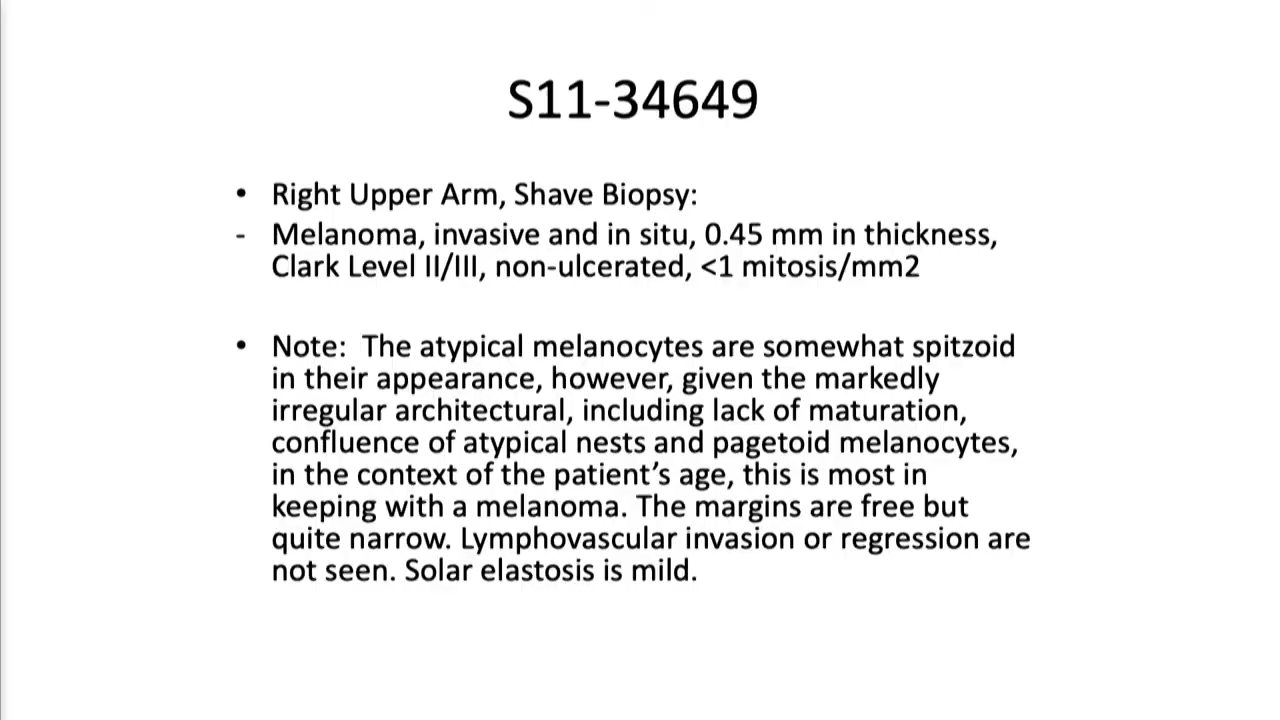 S11-34649
• Right Upper Arm, Shave Biopsy:
- Melanoma, invasive and in situ, 0.45 mm in thickness,
Clark Level II/III, non-ulcerated, <1 mitosis/mm2
• Note:  The atypical melanocytes are somewhat spitzoid
in their appearance, however, given the markedly
irregular architectural, including lack of maturation,
confluence of atypical nests and pagetoid melanocytes,
in the context of the patient’s age, this is most in
keeping with a melanoma. The margins are free but
quite narrow. Lymphovascular invasion or regression are
not seen. Solar elastosis is mild.